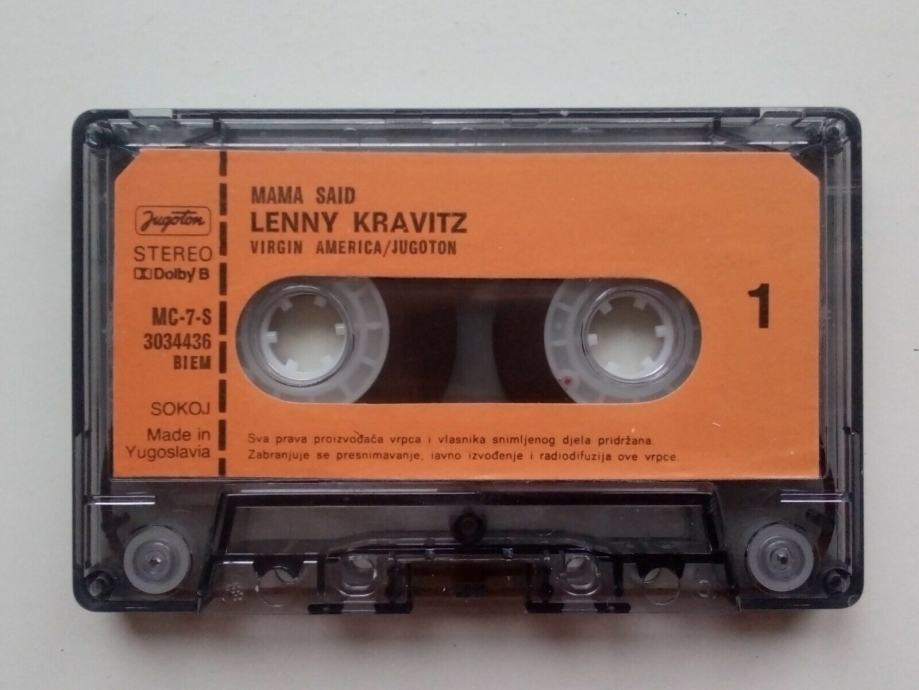 Jugoton
STEREO
Dolby B
MC-7-S
3034436
BIEM
SOKOJ
Made in
Yugoslavia
MAMA SAID
LENNY KRAVITZ
VIRGIN AMERICA/JUGOTON
1
Sva prava proizvođača vrpca i vlasnika snimljenog djela pridržana.
Zabranjuje se presnimavanje, iavno izvođenje i radiodifuzija ove vrpce.